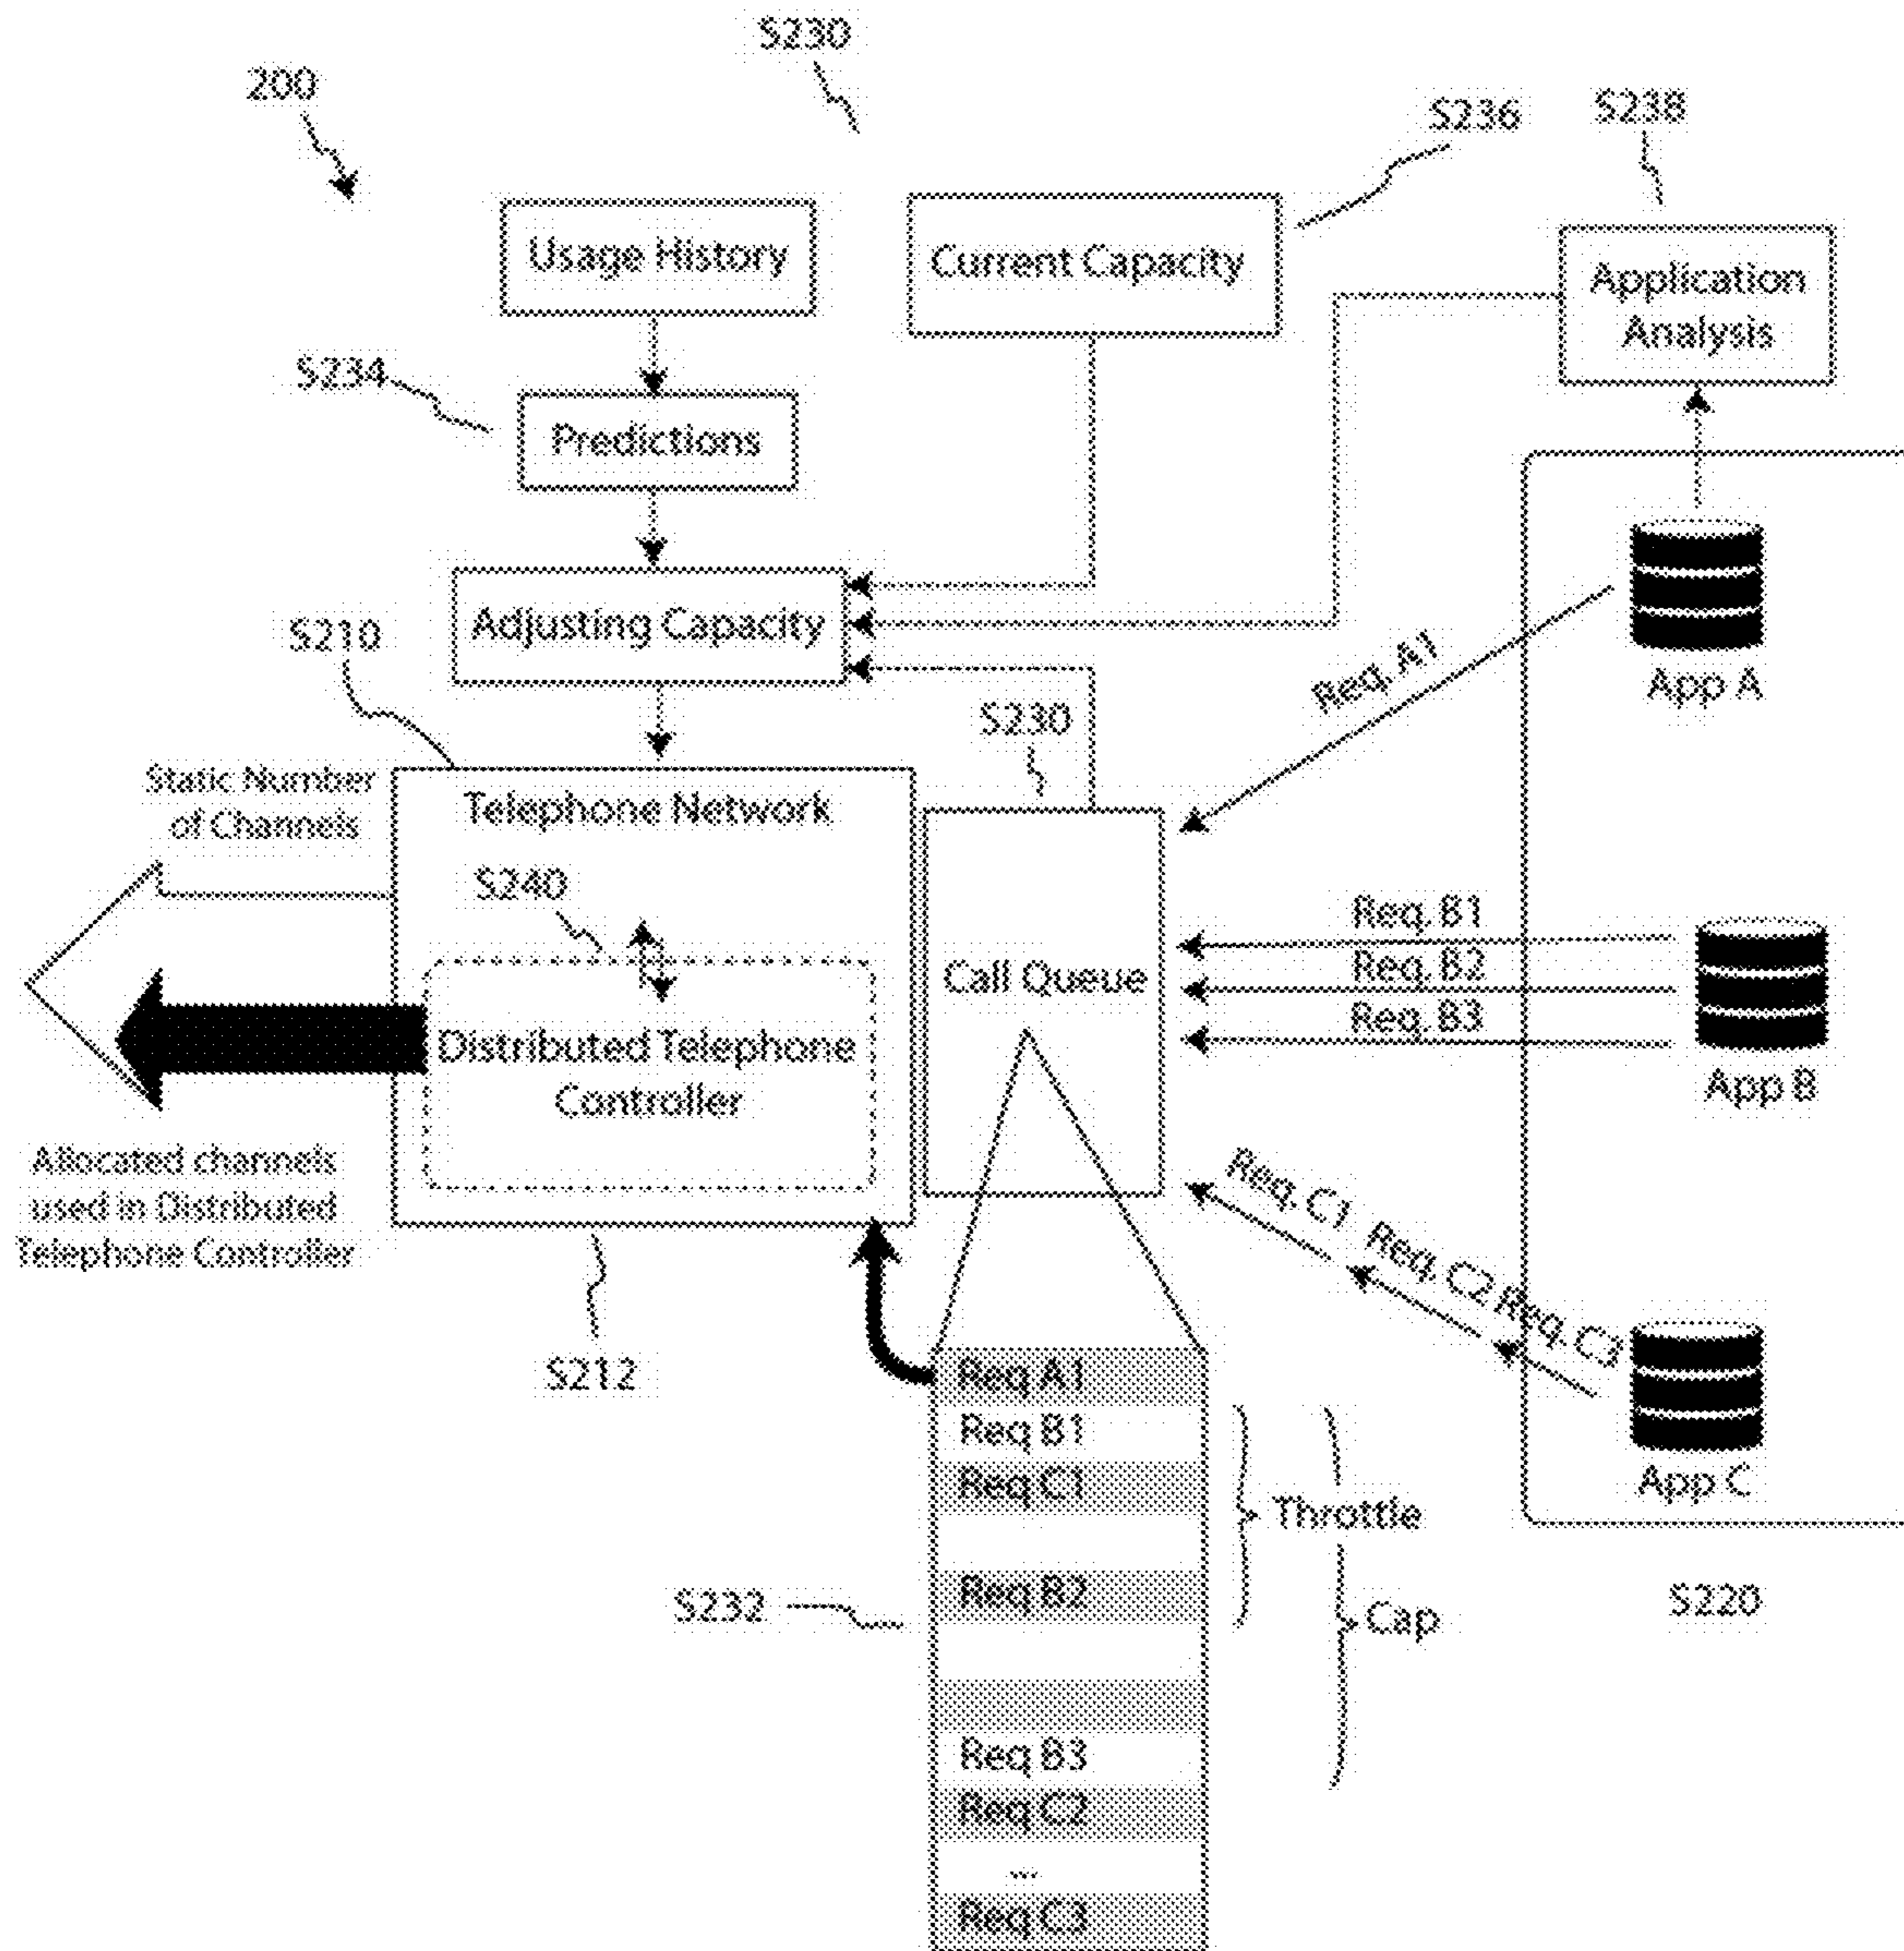 S230
200
S236
S238
Usage History
Current Capacity
Application
Analysis
S234
Predictions
Adjusting Capacity
S210
Req. A1
App A
S230
Static Number
of Channels
Telephone Network
S240
Req. B1
Req. B2
Req. B3
Call Queue
Distributed Telephone
Controller
App B
Allocated channels
used in Distributed
Telephone Controller
Req. C1
Req. C2
Req. C3
S212
Req A1
Req B1
Req C1
Throttle
App C
Req B2
S232
Cap
S220
Req B3
Req C2
...
Req C3